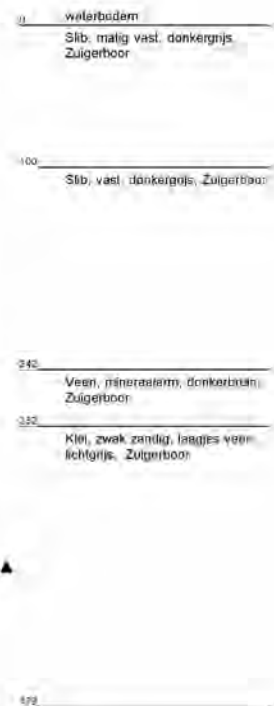 0 waterbodem
Slib, matig vast, donkergrijs,
Zuigerboor
100
Slib, vast, donkergrijs, Zuigerboor
242
Veen, mineraalarm, donkerbruin,
Zuigerboor
Klei, zwak zandig, laagjes veen,
lichtgrijs, Zuigerboor